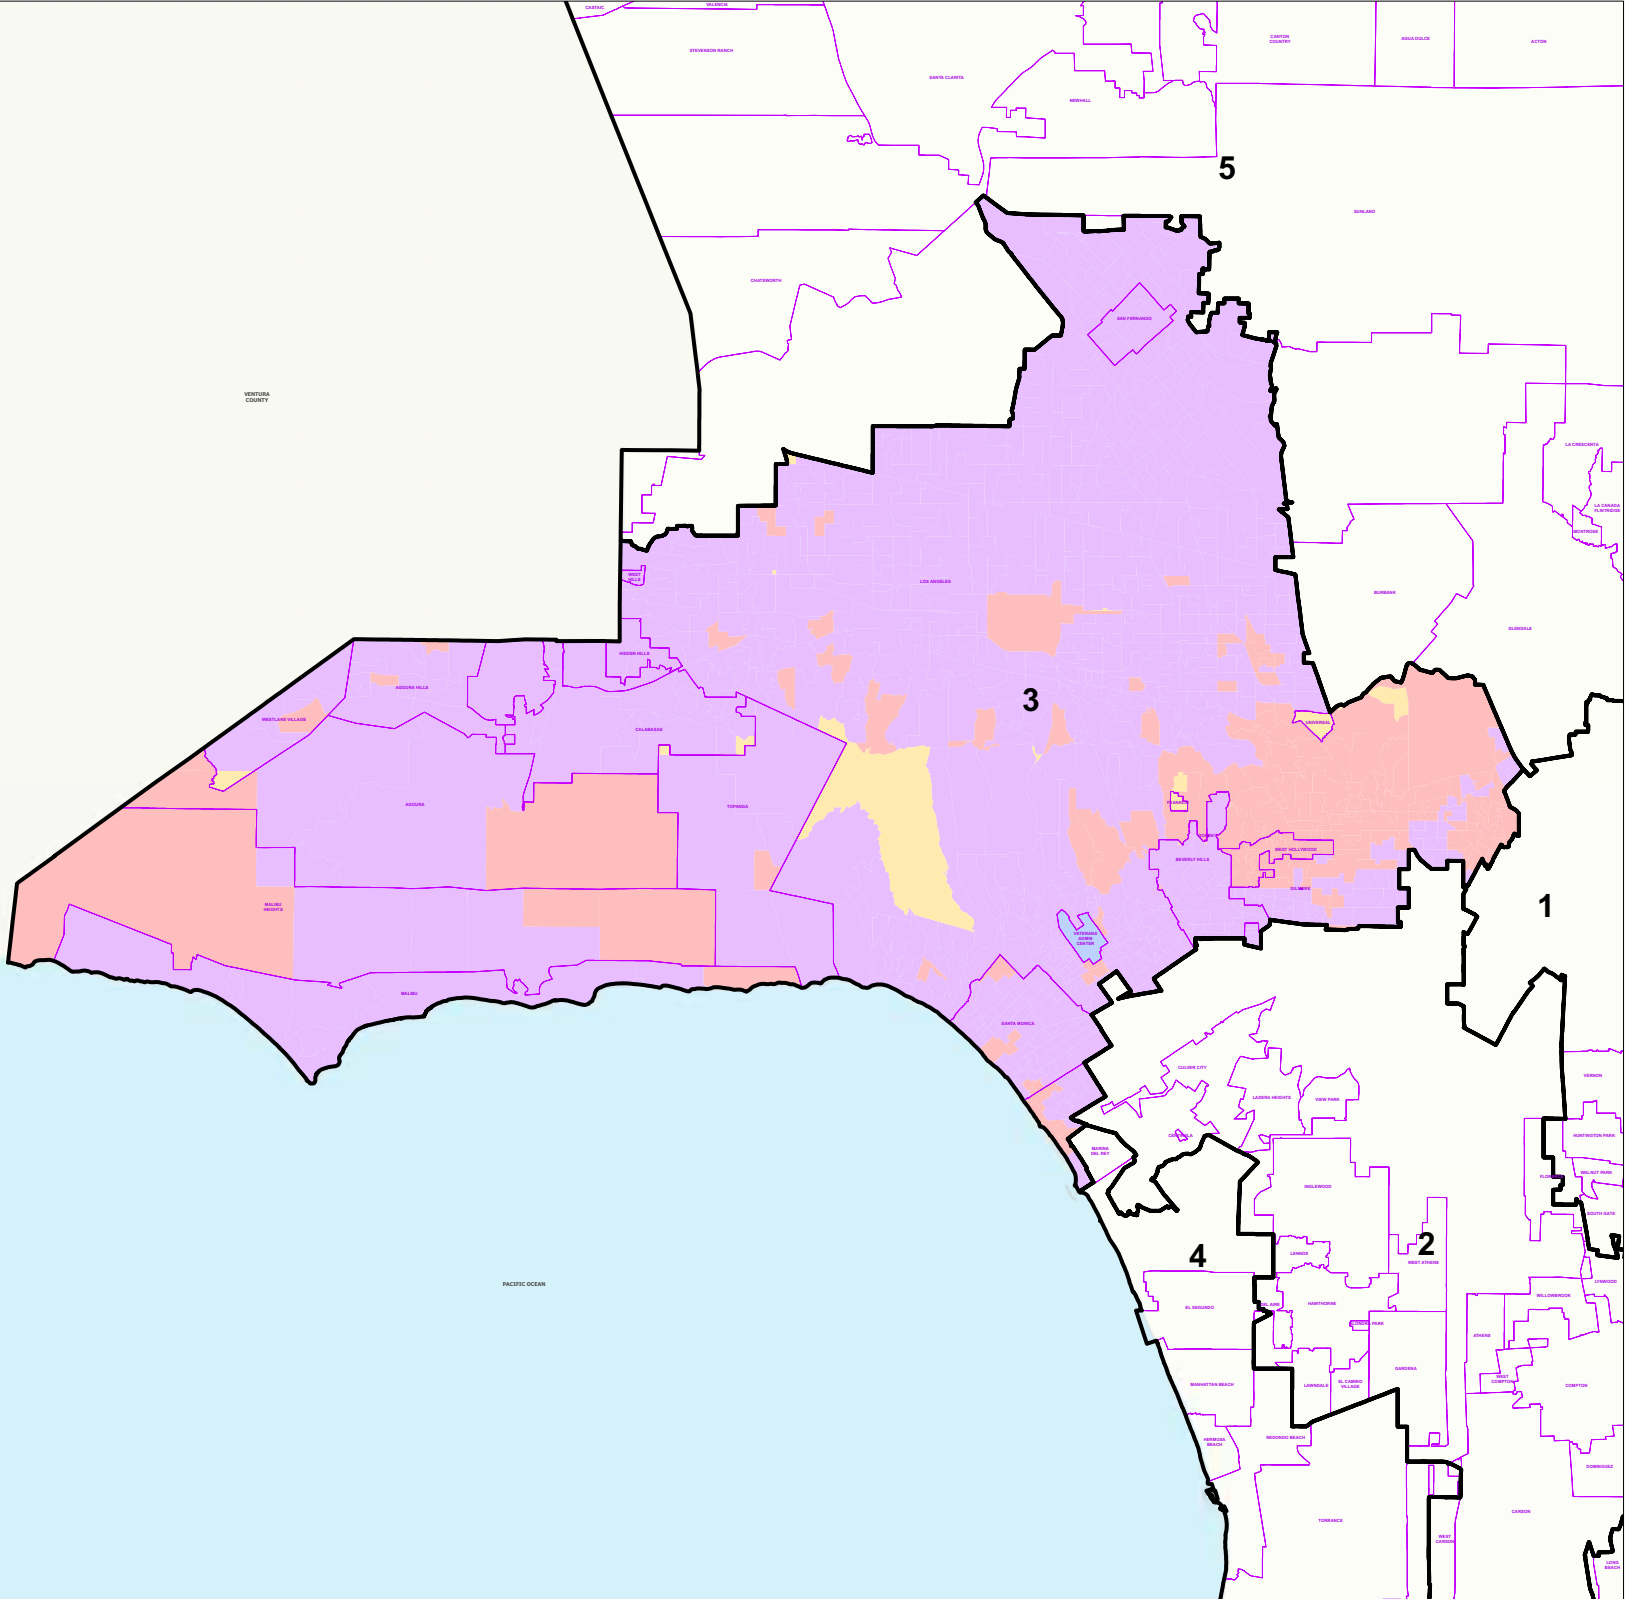 CASTAIC
VALENCIA
STEVENSON RANCH
SANTA CLARITA
NEWHALL
CANYON
COUNTRY
AGUA DULCE
ACTON
5
SUNLAND
CHATSWORTH
SAN FERNANDO
VENTURA
COUNTY
LA CRESCENTA
LA CANADA
FLINTRIDGE
MONTROSE
WEST
HILLS
LOS ANGELES
BURBANK
GLENDALE
HIDDEN HILLS
AGOURA HILLS
3
WESTLAKE VILLAGE
CALABASAS
UNIVERSAL
AGOURA
TOPANGA
FRANKLIN
WEST HOLLYWOOD
BEVERLY HILLS
GILMORE
MALIBU
HEIGHTS
1
VETERANS
ADMIN
CENTER
MALIBU
SANTA MONICA
CULVER CITY
VERNON
LADERA HEIGHTS
VIEW PARK
HUNTINGTON PARK
MARINA
DEL REY
WALNUT PARK
INGLEWOOD
SOUTH GATE
2
4
LENNOX
WEST ATHENS
PACIFIC OCEAN
LYNWOOD
WILLOWBROOK
EL SEGUNDO
DEL AIRE
HAWTHORNE
ATHENS
GARDENA
WEST
COMPTON
COMPTON
MANHATTAN BEACH
LAWNDALE
EL CAMINO
VILLAGE
HERMOSA
BEACH
REDONDO BEACH
DOMINGUEZ
CARSON
TORRANCE
WEST
CARSON
LONG
BEACH